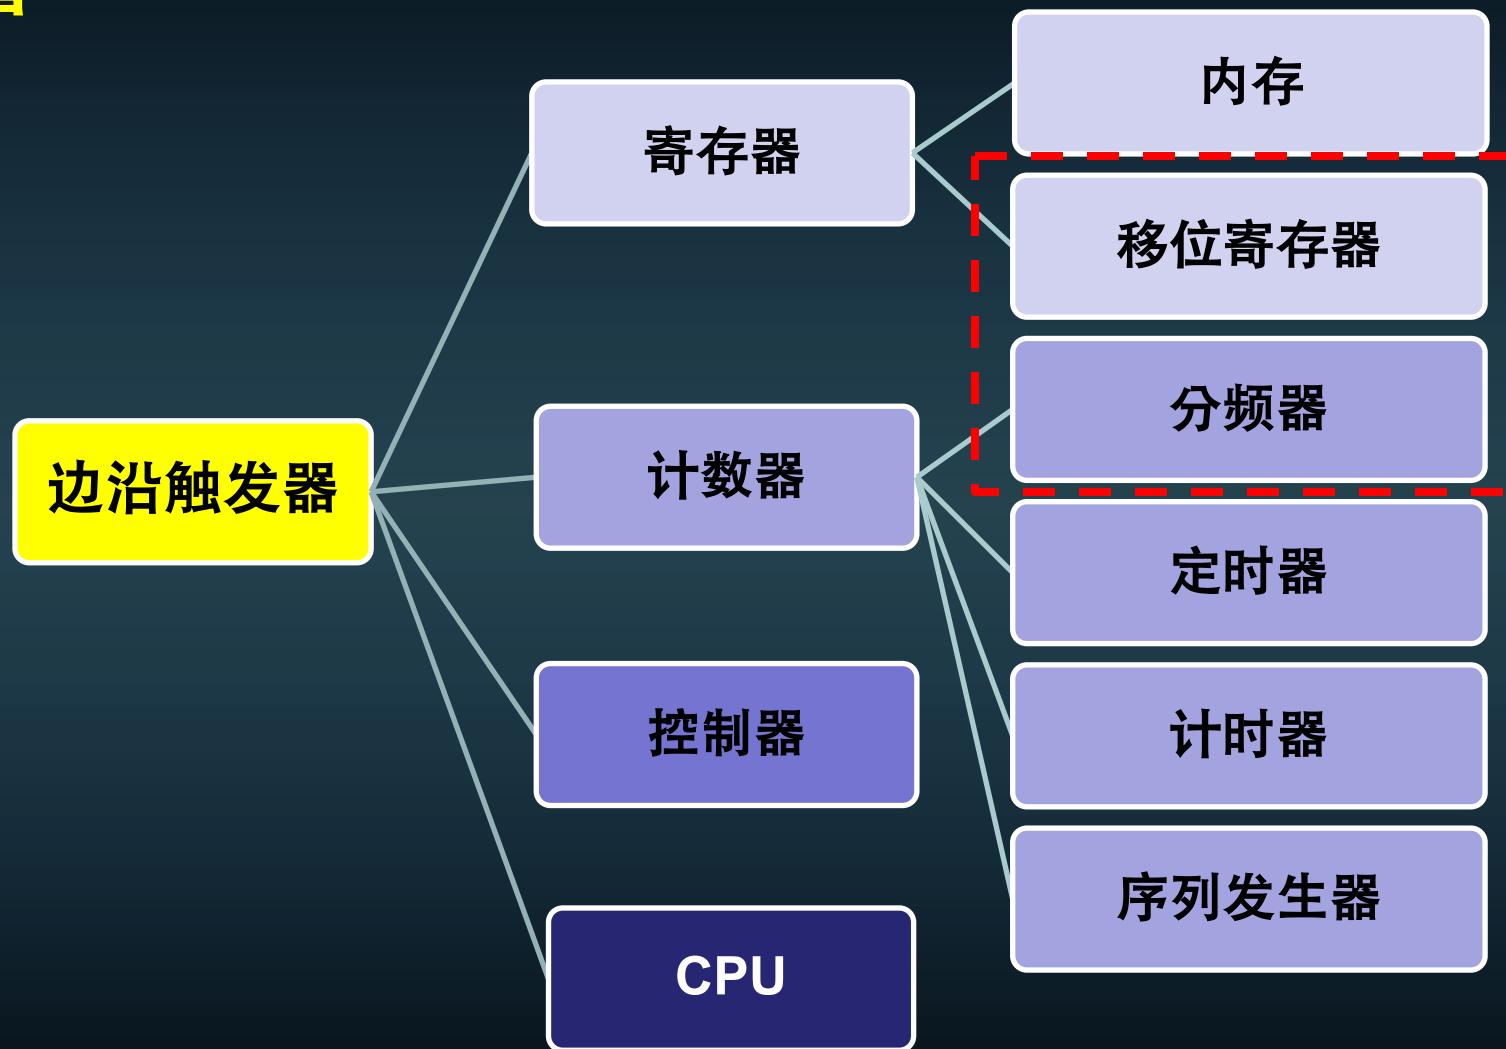 边沿触发器
寄存器
计数器
控制器
CPU
内存
移位寄存器
分频器
定时器
计时器
序列发生器